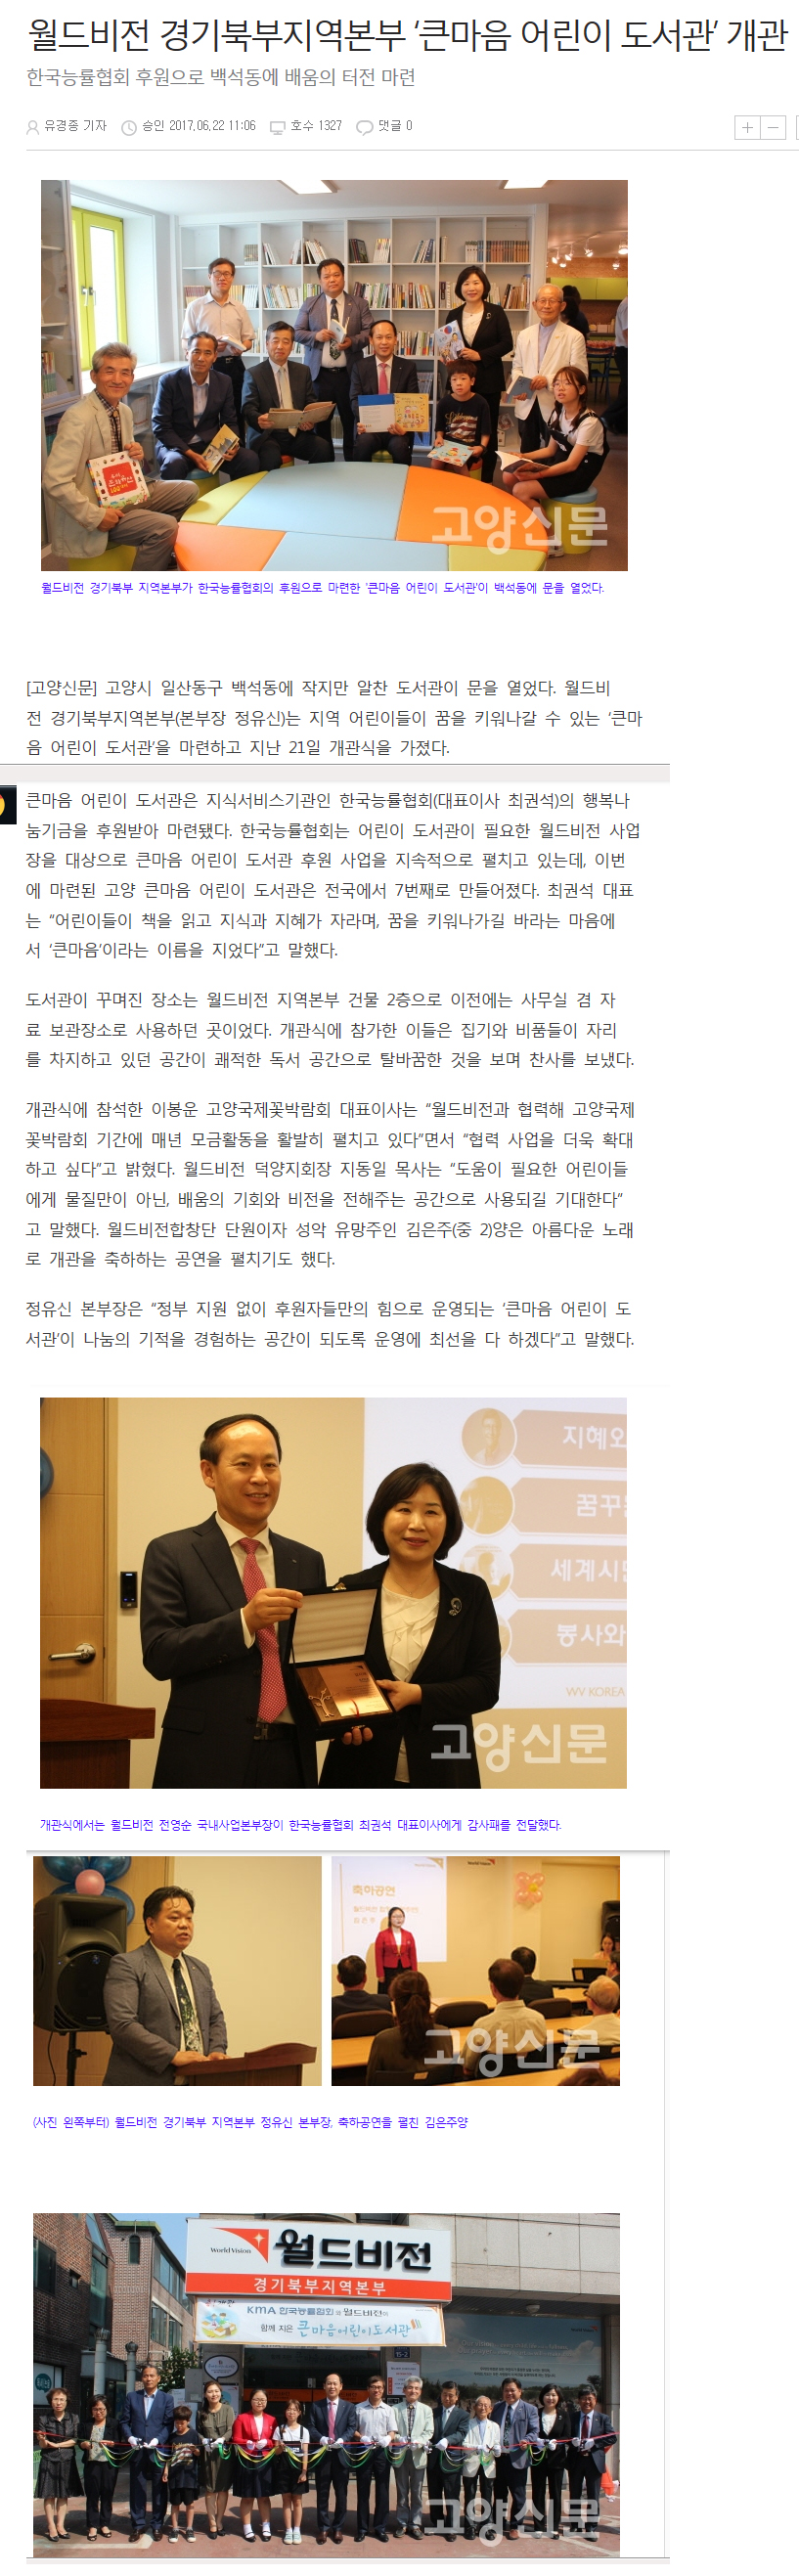 월드비전 경기북부지역본부 ‘큰마음 어린이 도서관’ 개관
한국능률협회 후원으로 백석동에 배움의 터전 마련
유경종 기자 승인 2017.06.22 11:06 호수 1327 댓글 0
고양신문
월드비전 경기북부 지역본부가 한국능률협회의 후원으로 마련한 '큰마음 어린이 도서관'이 백석동에 문을 열었다.
[고양신문] 고양시 일산동구 백석동에 작지만 알찬 도서관이 문을 열었다. 월드비
전 경기북부지역본부(본부장 정유신)는 지역 어린이들이 꿈을 키워나갈 수 있는 ‘큰마
음 어린이 도서관’을 마련하고 지난 21일 개관식을 가졌다.
큰마음 어린이 도서관은 지식서비스기관인 한국능률협회(대표이사 최권석)의 행복나
눔기금을 후원받아 마련됐다. 한국능률협회는 어린이 도서관이 필요한 월드비전 사업
장을 대상으로 큰마음 어린이 도서관 후원 사업을 지속적으로 펼치고 있는데, 이번
에 마련된 고양 큰마음 어린이 도서관은 전국에서 7번째로 만들어졌다. 최권석 대표
는 “어린이들이 책을 읽고 지식과 지혜가 자라며, 꿈을 키워나가길 바라는 마음에
서 ‘큰마음’이라는 이름을 지었다”고 말했다.
도서관이 꾸며진 장소는 월드비전 지역본부 건물 2층으로 이전에는 사무실 겸 자
료 보관장소로 사용하던 곳이었다. 개관식에 참가한 이들은 집기와 비품들이 자리
를 차지하고 있던 공간이 쾌적한 독서 공간으로 탈바꿈한 것을 보며 찬사를 보냈다.
개관식에 참석한 이봉운 고양국제꽃박람회 대표이사는 “월드비전과 협력해 고양국제
꽃박람회 기간에 매년 모금활동을 활발히 펼치고 있다”면서 “협력 사업을 더욱 확대
하고 싶다”고 밝혔다. 월드비전 덕양지회장 지동일 목사는 “도움이 필요한 어린이들
에게 물질만이 아닌, 배움의 기회와 비전을 전해주는 공간으로 사용되길 기대한다“
고 말했다. 월드비전합창단 단원이자 성악 유망주인 김은주(중 2)양은 아름다운 노래
로 개관을 축하하는 공연을 펼치기도 했다.
정유신 본부장은 “정부 지원 없이 후원자들만의 힘으로 운영되는 ‘큰마음 어린이 도
서관’이 나눔의 기적을 경험하는 공간이 되도록 운영에 최선을 다 하겠다”고 말했다.
지혜와
꿈꾸
세계시민
봉사와
WV KOREA
고양신문
개관식에서는 월드비전 전영순 국내사업본부장이 한국능률협회 최권석 대표이사에게 감사패를 전달했다.
World Vision
축하공연
고양신문
(사진 왼쪽부터) 월드비전 경기북부 지역본부 정유신 본부장, 축하공연을 펼친 김은주양
World Vision 월드비전
경기북부지역본부
KMA 한국능률협회와 월드비전이
함께 지은 큰마음어린이도서관
고양신문